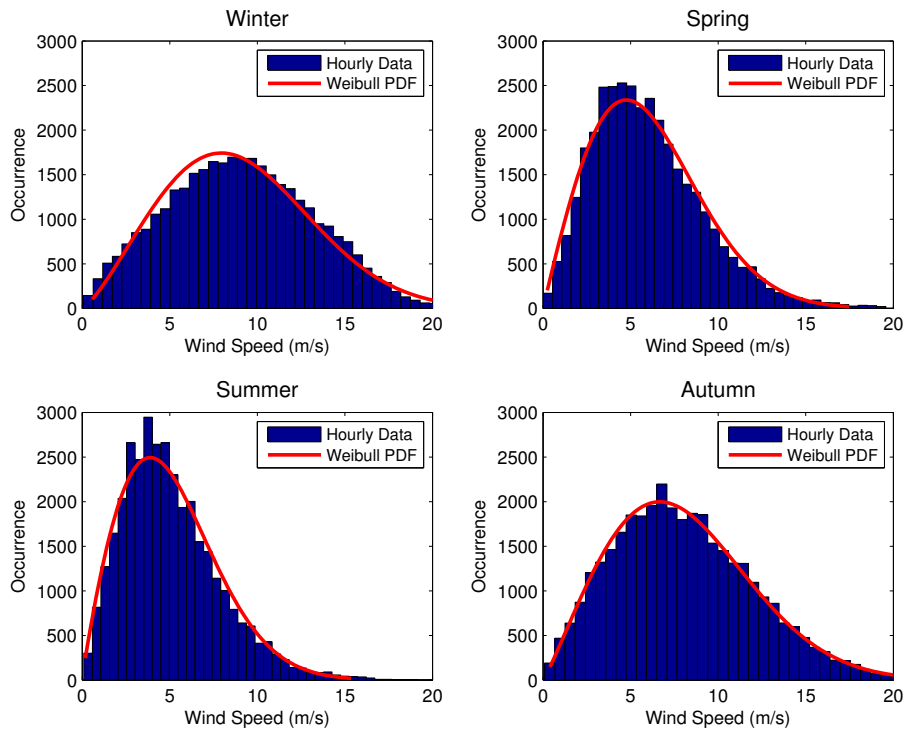 Winter
3000
2500
2000
1500
1000
500
0
Occurrence
0 5 10 15 20
Wind Speed (m/s)
Hourly Data
Weibull PDF
Spring
3000
2500
2000
1500
1000
500
0
Occurrence
0 5 10 15 20
Wind Speed (m/s)
Hourly Data
Weibull PDF
Summer
3000
2500
2000
1500
1000
500
0
Occurrence
0 5 10 15 20
Wind Speed (m/s)
Hourly Data
Weibull PDF
Autumn
3000
2500
2000
1500
1000
500
0
Occurrence
0 5 10 15 20
Wind Speed (m/s)
Hourly Data
Weibull PDF